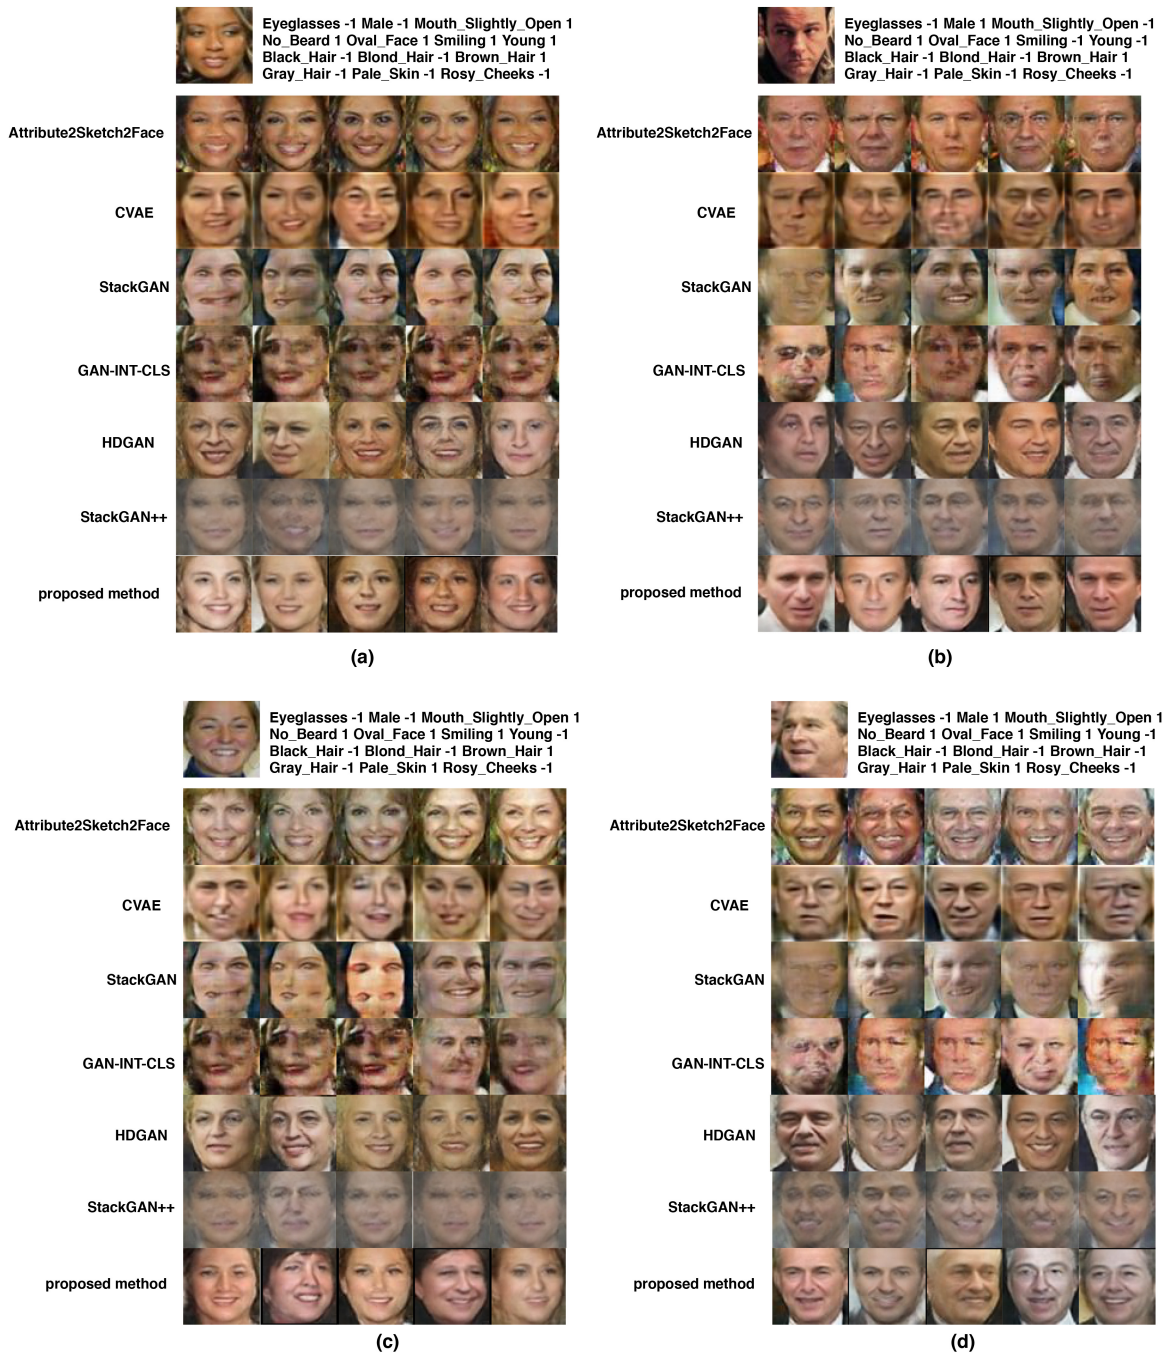 Eyeglasses -1 Male -1 Mouth_Slightly_Open 1
No_Beard 1 Oval_Face 1 Smiling 1 Young 1
Black_Hair -1 Blond_Hair -1 Brown_Hair 1
Gray_Hair -1 Pale_Skin -1 Rosy_Cheeks -1
Attribute2Sketch2Face
CVAE
StackGAN
GAN-INT-CLS
HDGAN
StackGAN++
proposed method
(a)
Eyeglasses -1 Male 1 Mouth_Slightly_Open -1
No_Beard 1 Oval_Face 1 Smiling -1 Young -1
Black_Hair -1 Blond_Hair -1 Brown_Hair 1
Gray_Hair -1 Pale_Skin -1 Rosy_Cheeks -1
Attribute2Sketch2Face
CVAE
StackGAN
GAN-INT-CLS
HDGAN
StackGAN++
proposed method
(b)
Eyeglasses -1 Male -1 Mouth_Slightly_Open 1
No_Beard 1 Oval_Face 1 Smiling 1 Young -1
Black_Hair -1 Blond_Hair -1 Brown_Hair 1
Gray_Hair -1 Pale_Skin 1 Rosy_Cheeks -1
Attribute2Sketch2Face
CVAE
StackGAN
GAN-INT-CLS
HDGAN
StackGAN++
proposed method
(c)
Eyeglasses -1 Male 1 Mouth_Slightly_Open 1
No_Beard 1 Oval_Face 1 Smiling 1 Young -1
Black_Hair -1 Blond_Hair -1 Brown_Hair -1
Gray_Hair 1 Pale_Skin 1 Rosy_Cheeks -1
Attribute2Sketch2Face
CVAE
StackGAN
GAN-INT-CLS
HDGAN
StackGAN++
proposed method
(d)